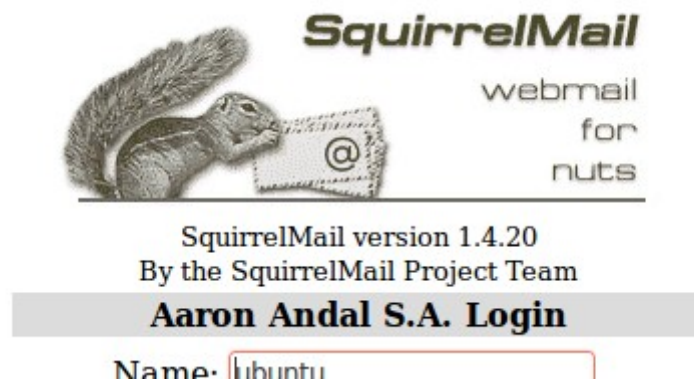 SquirrelMail
webmail
for
nuts
@
SquirrelMail version 1.4.20
By the SquirrelMail Project Team
Aaron Andal S.A. Login
Name: ubuntu